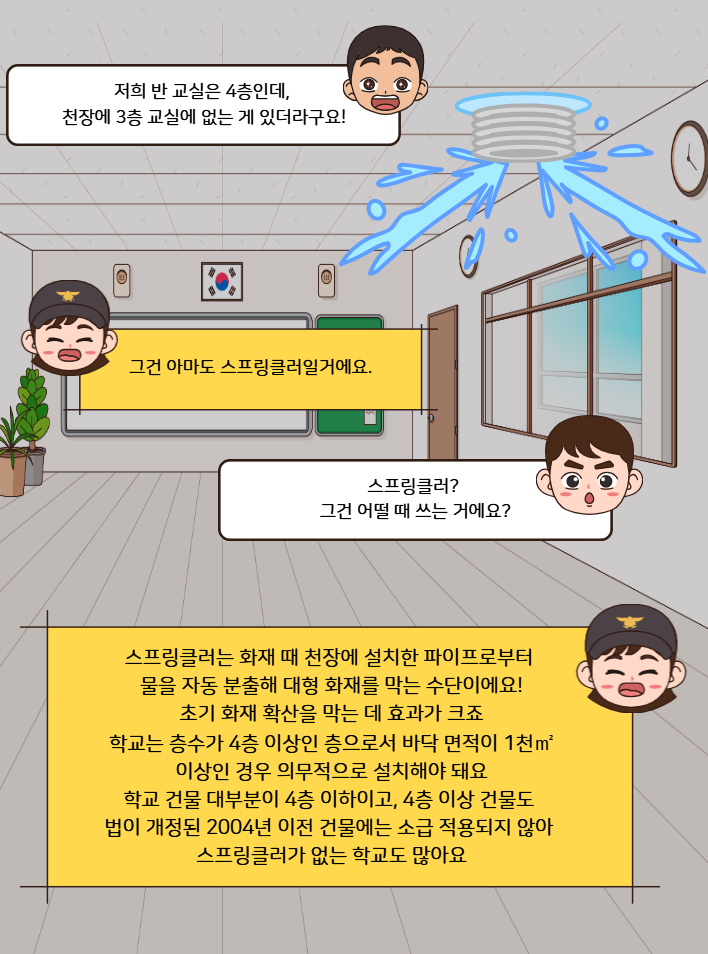 저희 반 교실은 4층인데,
천장에 3층 교실에 없는 게 있더라구요!
그건 아마도 스프링클러일거에요.
스프링클러?
그건 어떨 때 쓰는 거에요?
스프링클러는 화재 때 천장에 설치한 파이프로부터
물을 자동 분출해 대형 화재를 막는 수단이에요!
초기 화재 확산을 막는 데 효과가 크죠
학교는 층수가 4층 이상인 층으로서 바닥 면적이 1천㎡
이상인 경우 의무적으로 설치해야 돼요
학교 건물 대부분이 4층 이하이고, 4층 이상 건물도
법이 개정된 2004년 이전 건물에는 소급 적용되지 않아
스프링클러가 없는 학교도 많아요